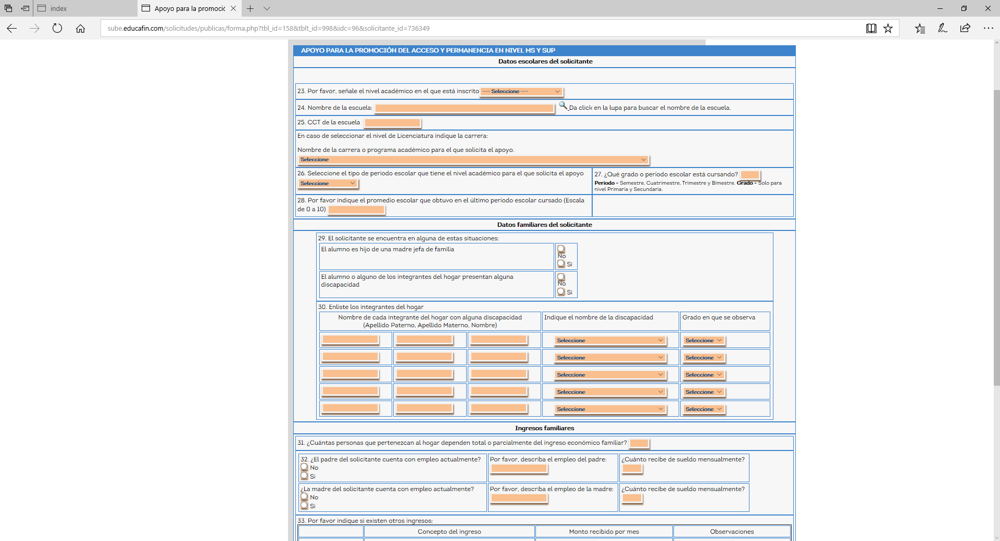 index
Apoyo para la promoció
sube.educafin.com/solicitudes/publicas/forma.php?tbl_id=158&tblt_id=998&idc=96&solicitante_id=736349
APOYO PARA LA PROMOCIÓN DEL ACCESO Y PERMANENCIA EN NIVEL MS Y SUP
Datos escolares del solicitante
23. Por favor, señale el nivel académico en el que está inscrito --- Seleccione ---
24. Nombre de la escuela: Da click en la lupa para buscar el nombre de la escuela.
25. CCT de la escuela
En caso de seleccionar el nivel de Licenciatura indique la carrera:
Nombre de la carrera o programa académico para el que solicita el apoyo.
Seleccione
26. Seleccione el tipo de periodo escolar que tiene el nivel académico para el que solicita el apoyo
Seleccione
27. ¿Qué grado o período escolar está cursando?
Periodo = Semestre, Cuatrimestre, Trimestre y Bimestre. Grado = Solo para
nivel Primaria y Secundaria.
28. Por favor indique el promedio escolar que obtuvo en el último período escolar cursado (Escala
de 0 a 10)
Datos familiares del solicitante
29. El solicitante se encuentra en alguna de estas situaciones:
El alumno es hijo de una madre jefa de familia
No
Si
El alumno o alguno de los integrantes del hogar presentan alguna
discapacidad
No
Si
30. Enliste los integrantes del hogar
Nombre de cada integrante del hogar con alguna discapacidad
(Apellido Paterno, Apellido Materno, Nombre)
Indique el nombre de la discapacidad
Grado en que se observa
Seleccione Seleccione
Seleccione Seleccione
Seleccione Seleccione
Seleccione Seleccione
Seleccione Seleccione
Ingresos familiares
31. ¿Cuántas personas que pertenezcan al hogar dependen total o parcialmente del ingreso económico familiar?
32. ¿El padre del solicitante cuenta con empleo actualmente?
No
Si
Por favor, describa el empleo del padre:
¿Cuánto recibe de sueldo mensualmente?
¿La madre del solicitante cuenta con empleo actualmente?
No
Si
Por favor, describa el empleo de la madre:
¿Cuánto recibe de sueldo mensualmente?
33. Por favor indique si existen otros ingresos:
Concepto del ingreso Monto recibido por mes Observaciones